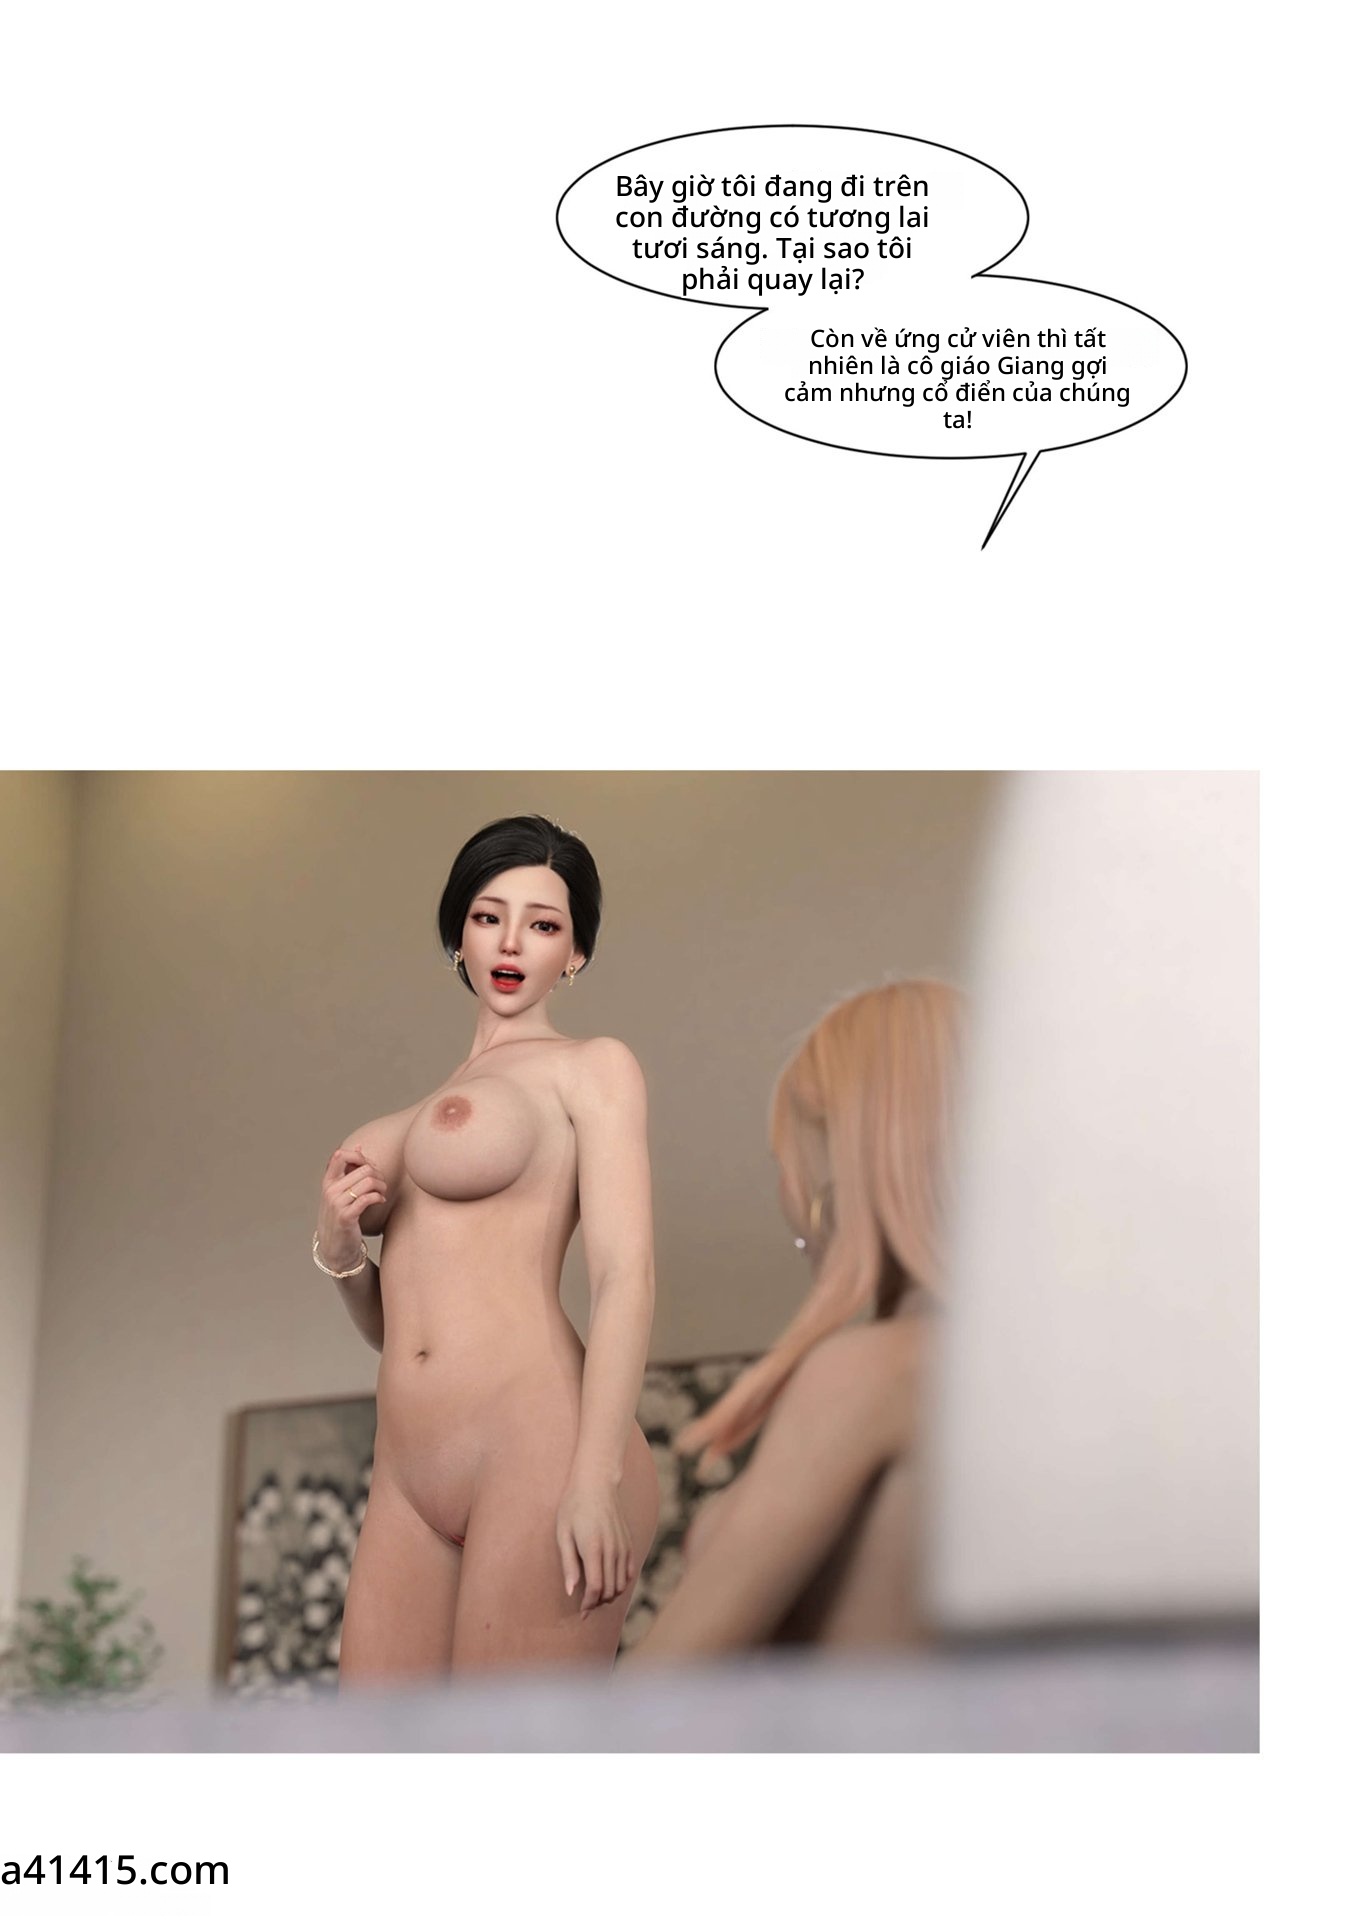 Bây giờ tôi đang đi trên
con đường có tương lai
tươi sáng. Tại sao tôi
phải quay lại?
Còn về ứng cử viên thì tất
nhiên là cô giáo Giang gợi
cảm nhưng cổ điển của chúng
ta!
a41415.com